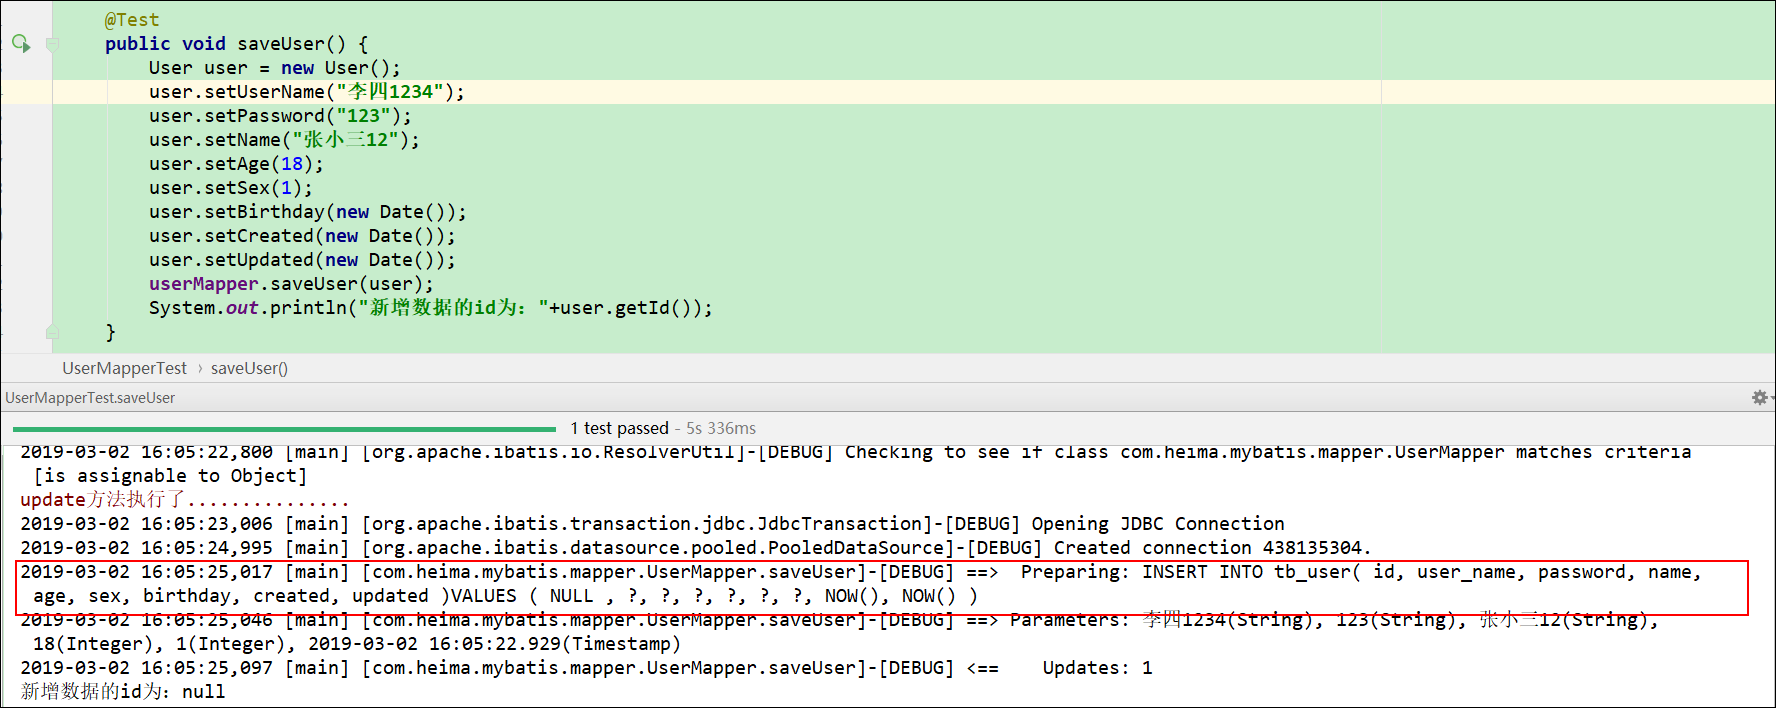 @Test
public void saveUser() {
User user = new User();
user.setUserName("李四1234");
user.setPassword("123");
user.setName("张小三12");
user.setAge(18);
user.setSex(1);
user.setBirthday(new Date());
user.setCreated(new Date());
user.setUpdated(new Date());
userMapper.saveUser(user);
System.out.println("新增数据的id为："+user.getId());
}
UserMapperTest › saveUser()
UserMapperTest.saveUser
1 test passed - 5s 336ms
2019-03-02 16:05:22,800 [main] [org.apache.ibatis.io.ResolverUtil]-[DEBUG] Checking to see if class com.heima.mybatis.mapper.UserMapper matches criteria
[is assignable to Object]
update方法执行了...............
2019-03-02 16:05:23,006 [main] [org.apache.ibatis.transaction.jdbc.JdbcTransaction]-[DEBUG] Opening JDBC Connection
2019-03-02 16:05:24,995 [main] [org.apache.ibatis.datasource.pooled.PooledDataSource]-[DEBUG] Created connection 438135304.
2019-03-02 16:05:25,017 [main] [com.heima.mybatis.mapper.UserMapper.saveUser]-[DEBUG] ==>  Preparing: INSERT INTO tb_user( id, user_name, password, name,
age, sex, birthday, created, updated )VALUES ( NULL , ?, ?, ?, ?, ?, ?, NOW(), NOW() )
2019-03-02 16:05:25,046 [main] [com.heima.mybatis.mapper.UserMapper.saveUser]-[DEBUG] ==> Parameters: 李四1234(String), 123(String), 张小三12(String),
18(Integer), 1(Integer), 2019-03-02 16:05:22.929(Timestamp)
2019-03-02 16:05:25,097 [main] [com.heima.mybatis.mapper.UserMapper.saveUser]-[DEBUG] <==    Updates: 1
新增数据的id为：null